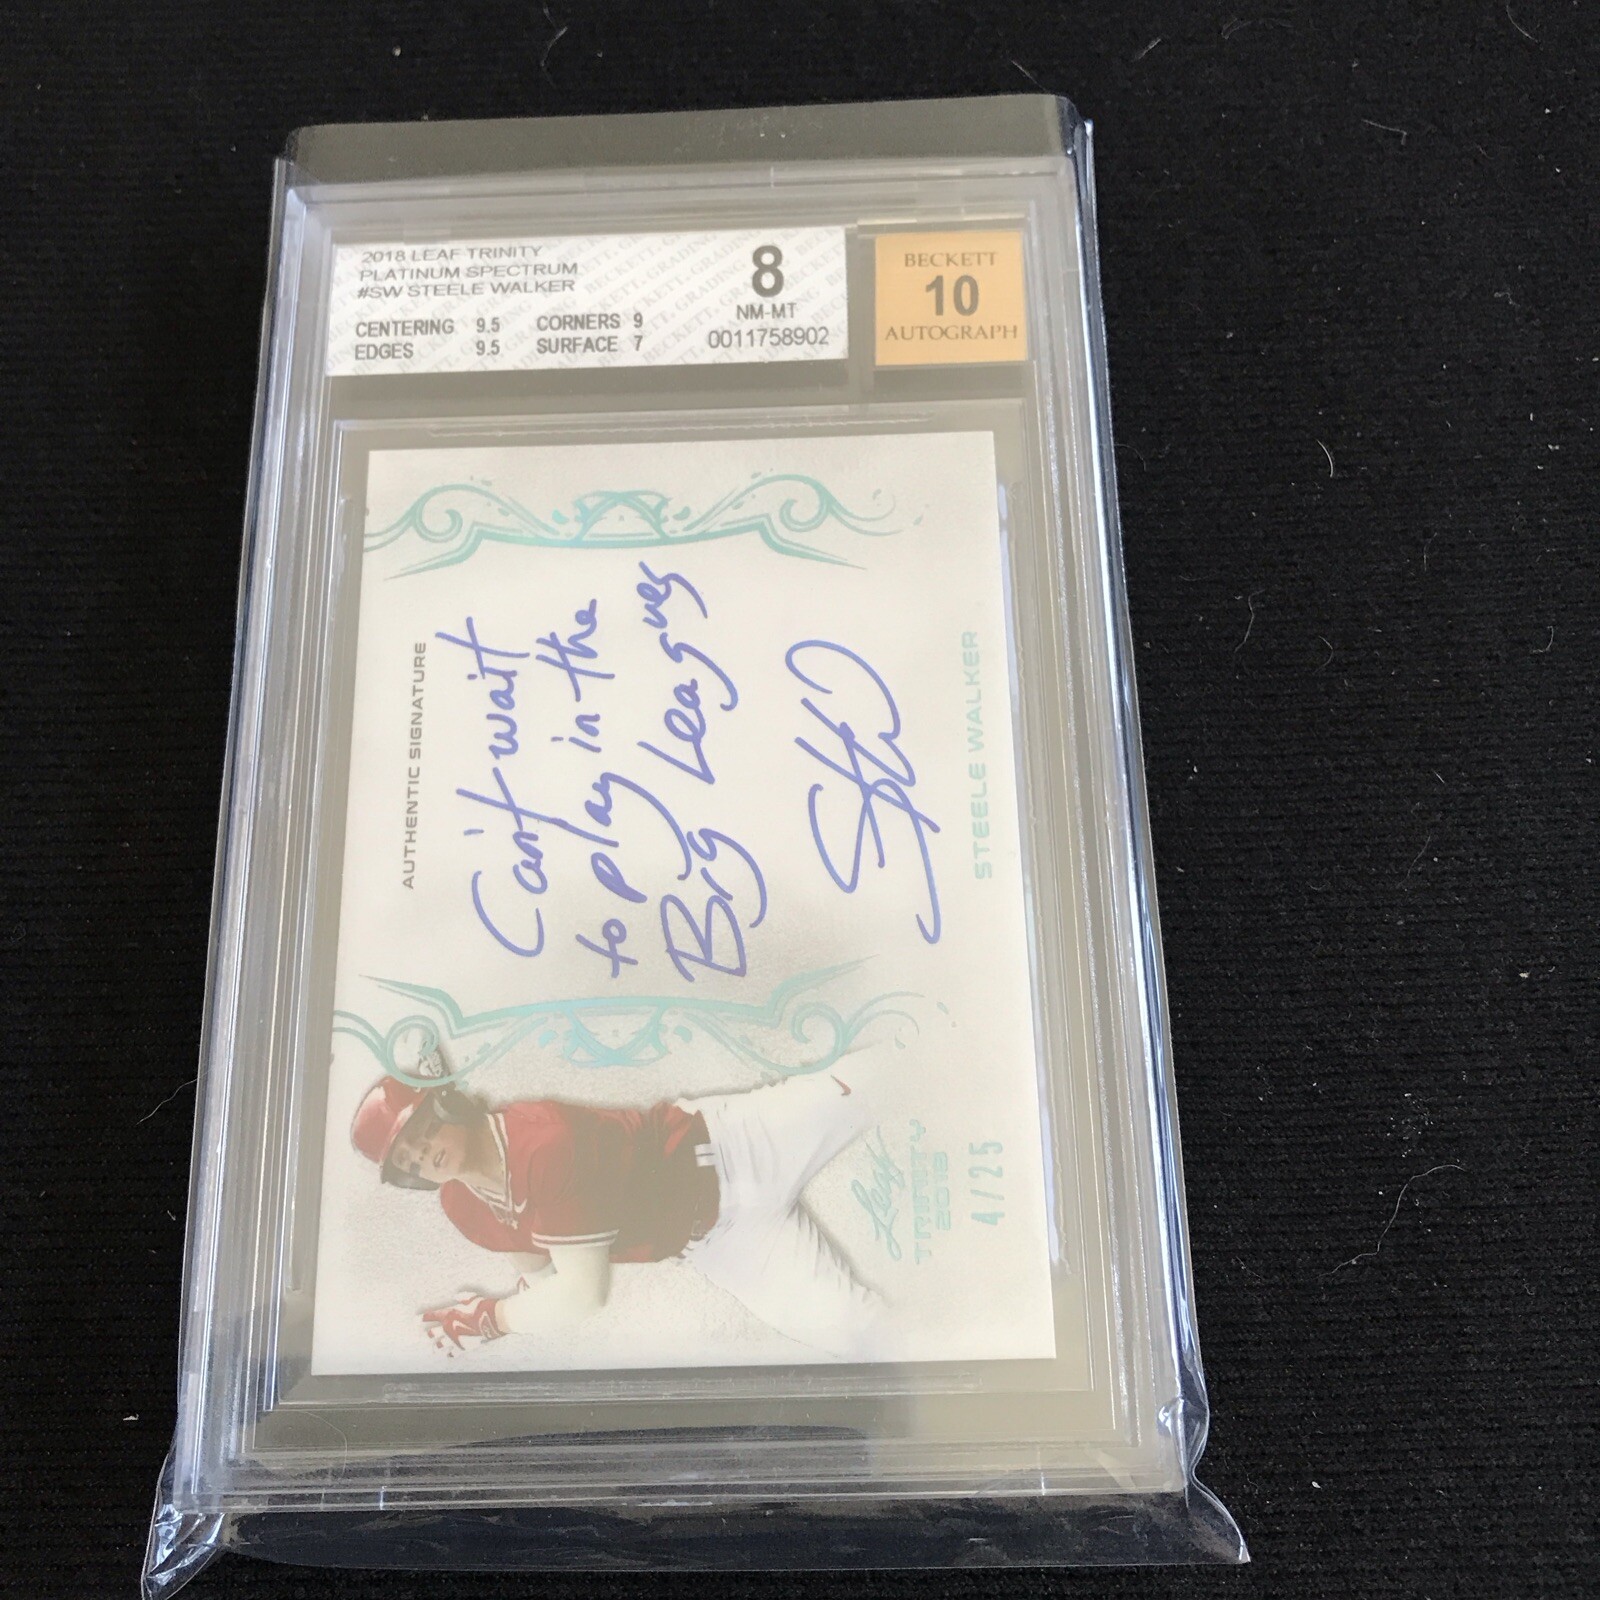 2018 LEAF TRINITY
PLATINUM SPECTRUM
#SW STEELE WALKER
CENTERING 9.5 CORNERS 9
EDGES 9.5 SURFACE 7
8
NM-MT
0011758902
BECKETT
10
AUTOGRAPH
AUTHENTIC SIGNATURE
Can't wait
to play in the
Big Leagues
STEELE WALKER
Leaf
TRINITY
2018
4/25